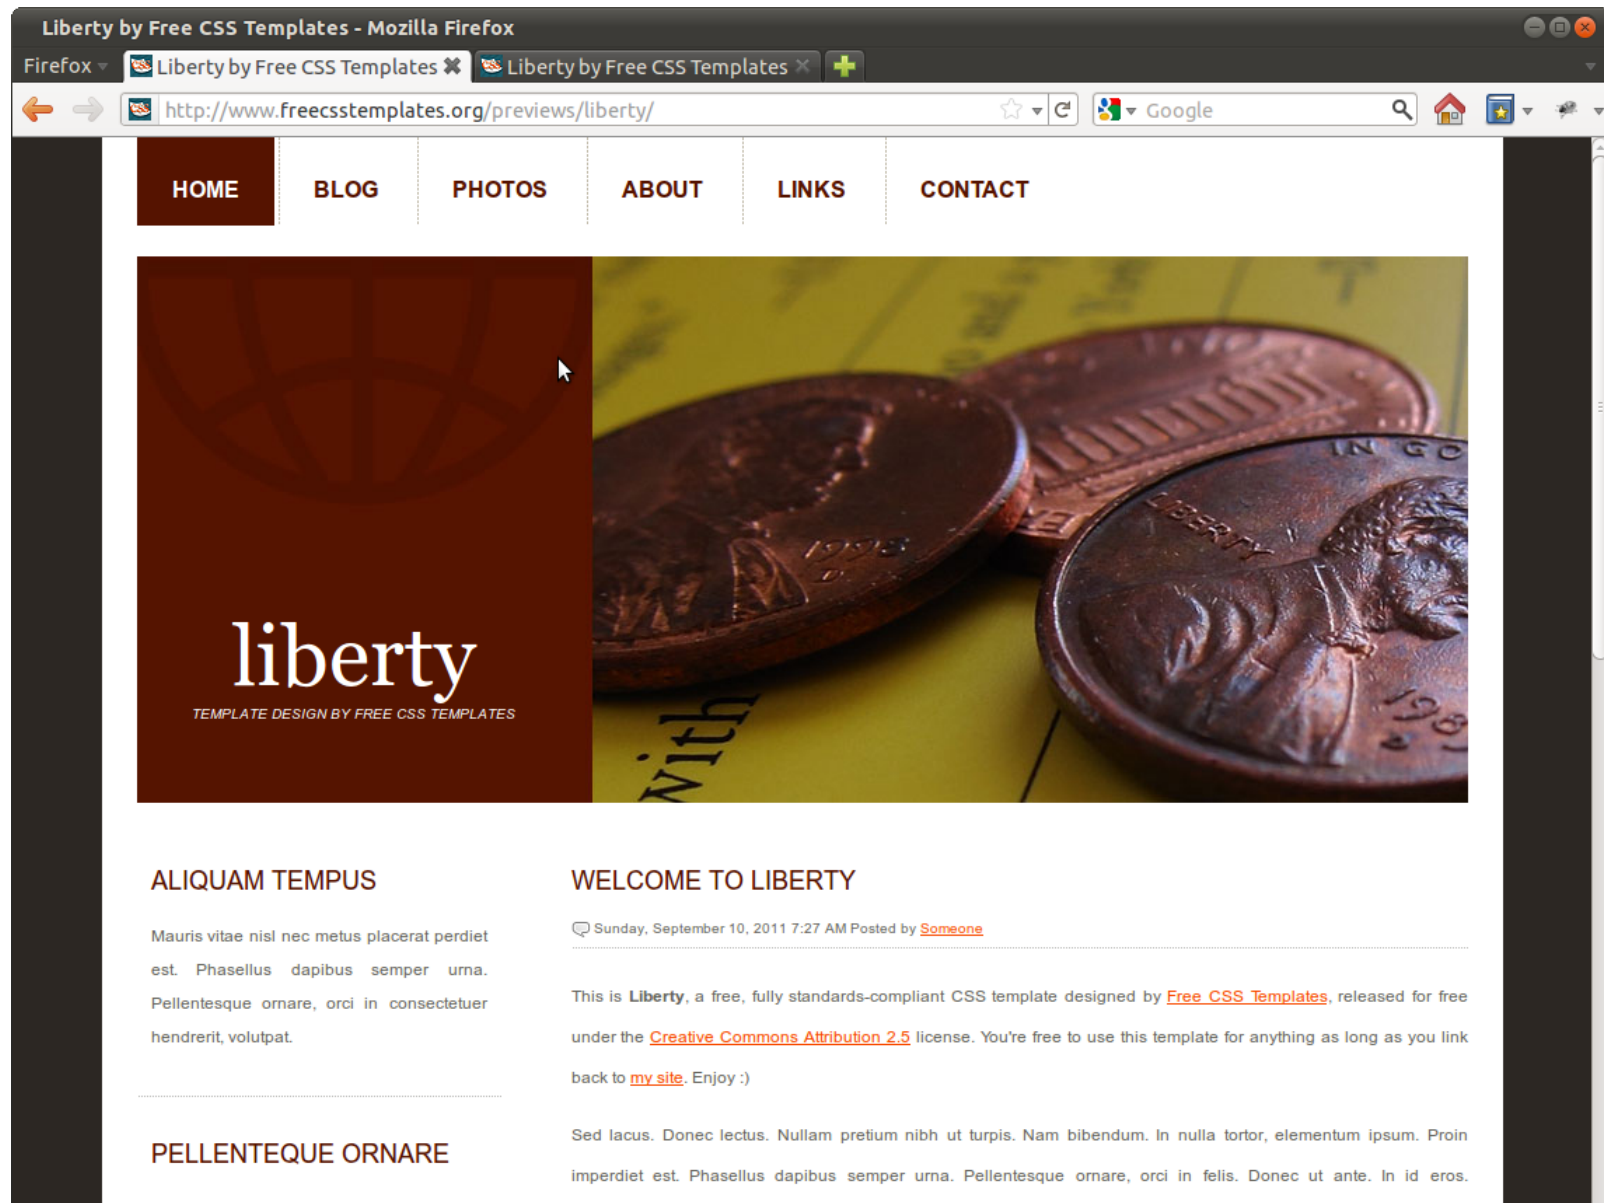 Liberty by Free CSS Templates - Mozilla Firefox
Firefox Liberty by Free CSS Templates Liberty by Free CSS Templates
http://www.freecsstemplates.org/previews/liberty/ Google
HOME BLOG PHOTOS ABOUT LINKS CONTACT
IN GO
LIBERTY
1998
D
liberty
TEMPLATE DESIGN BY FREE CSS TEMPLATES
with
198
ALIQUAM TEMPUS
Mauris vitae nisl nec metus placerat perdiet
est. Phasellus dapibus semper urna.
Pellentesque ornare, orci in consectetuer
hendrerit, volutpat.
PELLENTEQUE ORNARE
WELCOME TO LIBERTY
Sunday, September 10, 2011 7:27 AM Posted by Someone
This is Liberty, a free, fully standards-compliant CSS template designed by Free CSS Templates, released for free
under the Creative Commons Attribution 2.5 license. You're free to use this template for anything as long as you link
back to my site. Enjoy :)
Sed lacus. Donec lectus. Nullam pretium nibh ut turpis. Nam bibendum. In nulla tortor, elementum ipsum. Proin
imperdiet est. Phasellus dapibus semper urna. Pellentesque ornare, orci in felis. Donec ut ante. In id eros.